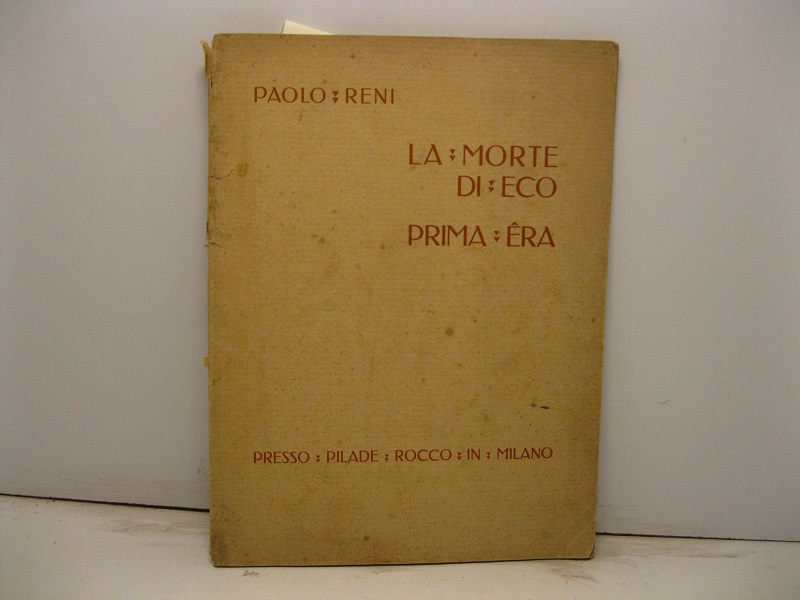 PAOLO RENI
LA MORTE
DI ECO
PRIMA ÊRA
PRESSO PILADE ROCCO IN MILANO